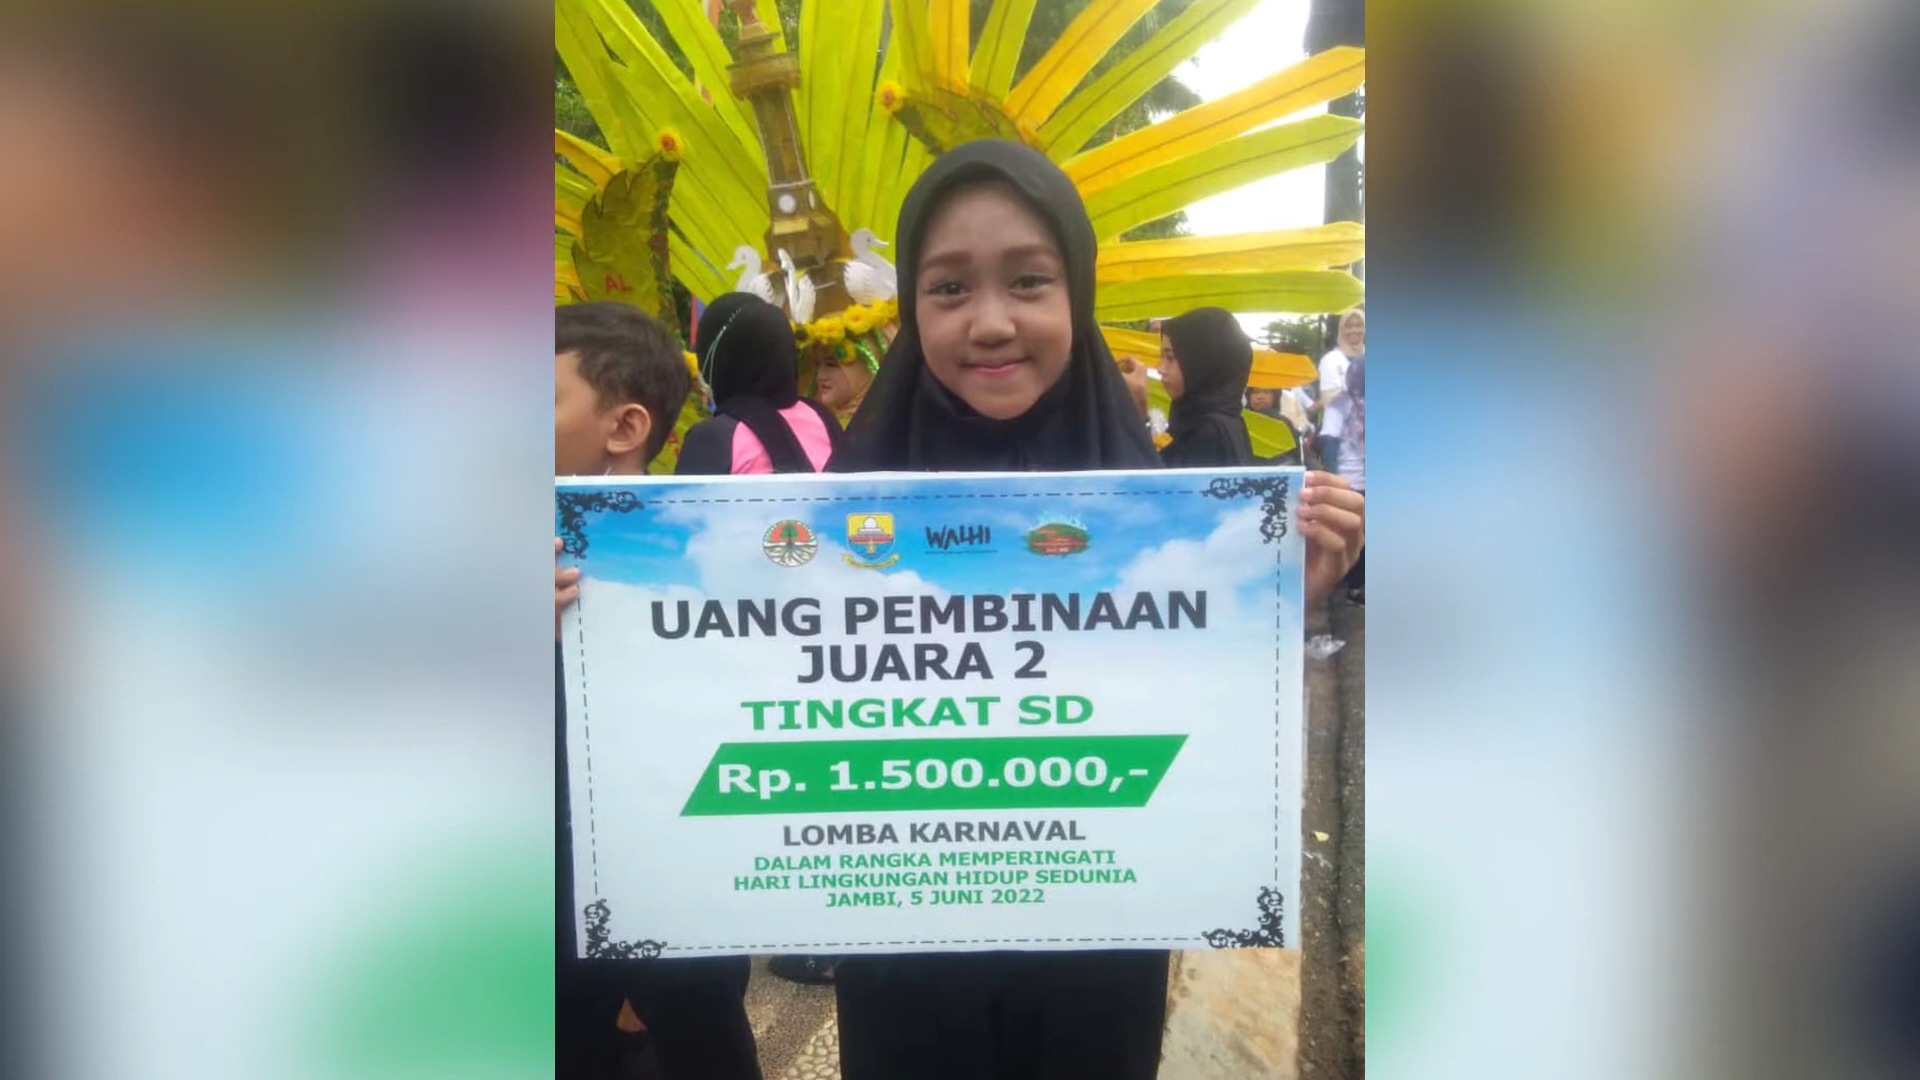 AL
WALHI
UANG PEMBINAAN
JUARA 2
TINGKAT SD
Rp. 1.500.000,-
LOMBA KARNAVAL
DALAM RANGKA MEMPERINGATI
HARI LINGKUNGAN HIDUP SEDUNIA
JAMBI, 5 JUNI 2022